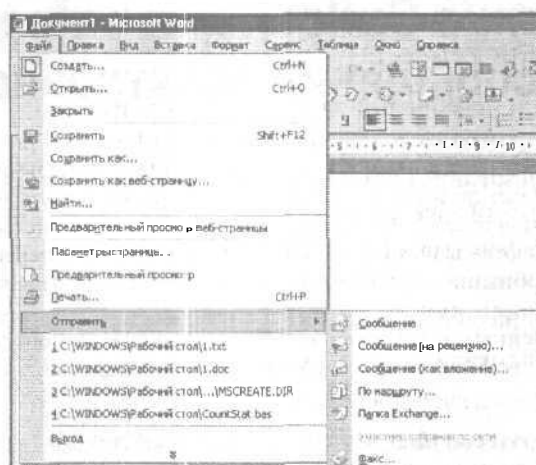 Документ1 - Microsoft Word
Файл Правка Вид Вставка Формат Сервис Таблица Окно Справка
Создать... Ctrl+N
Открыть... Ctrl+O
Закрыть
Сохранить Shift+F12
Сохранить как...
Сохранить как веб-страницу...
Найти...
Предварительный просмотр веб-страницы
Параметры страницы...
Предварительный просмотр
Печать... Ctrl+P
Отправить
1 C:\WINDOWS\Рабочий стол\1.txt
2 C:\WINDOWS\Рабочий стол\1.doc
3 C:\WINDOWS\Рабочий стол\...\MSCREATE.DIR
4 C:\WINDOWS\Рабочий стол\CountStat.bas
Выход
Сообщение
Сообщение (на рецензию)...
Сообщение (как вложение)...
По маршруту...
Папка Exchange...
Факс...